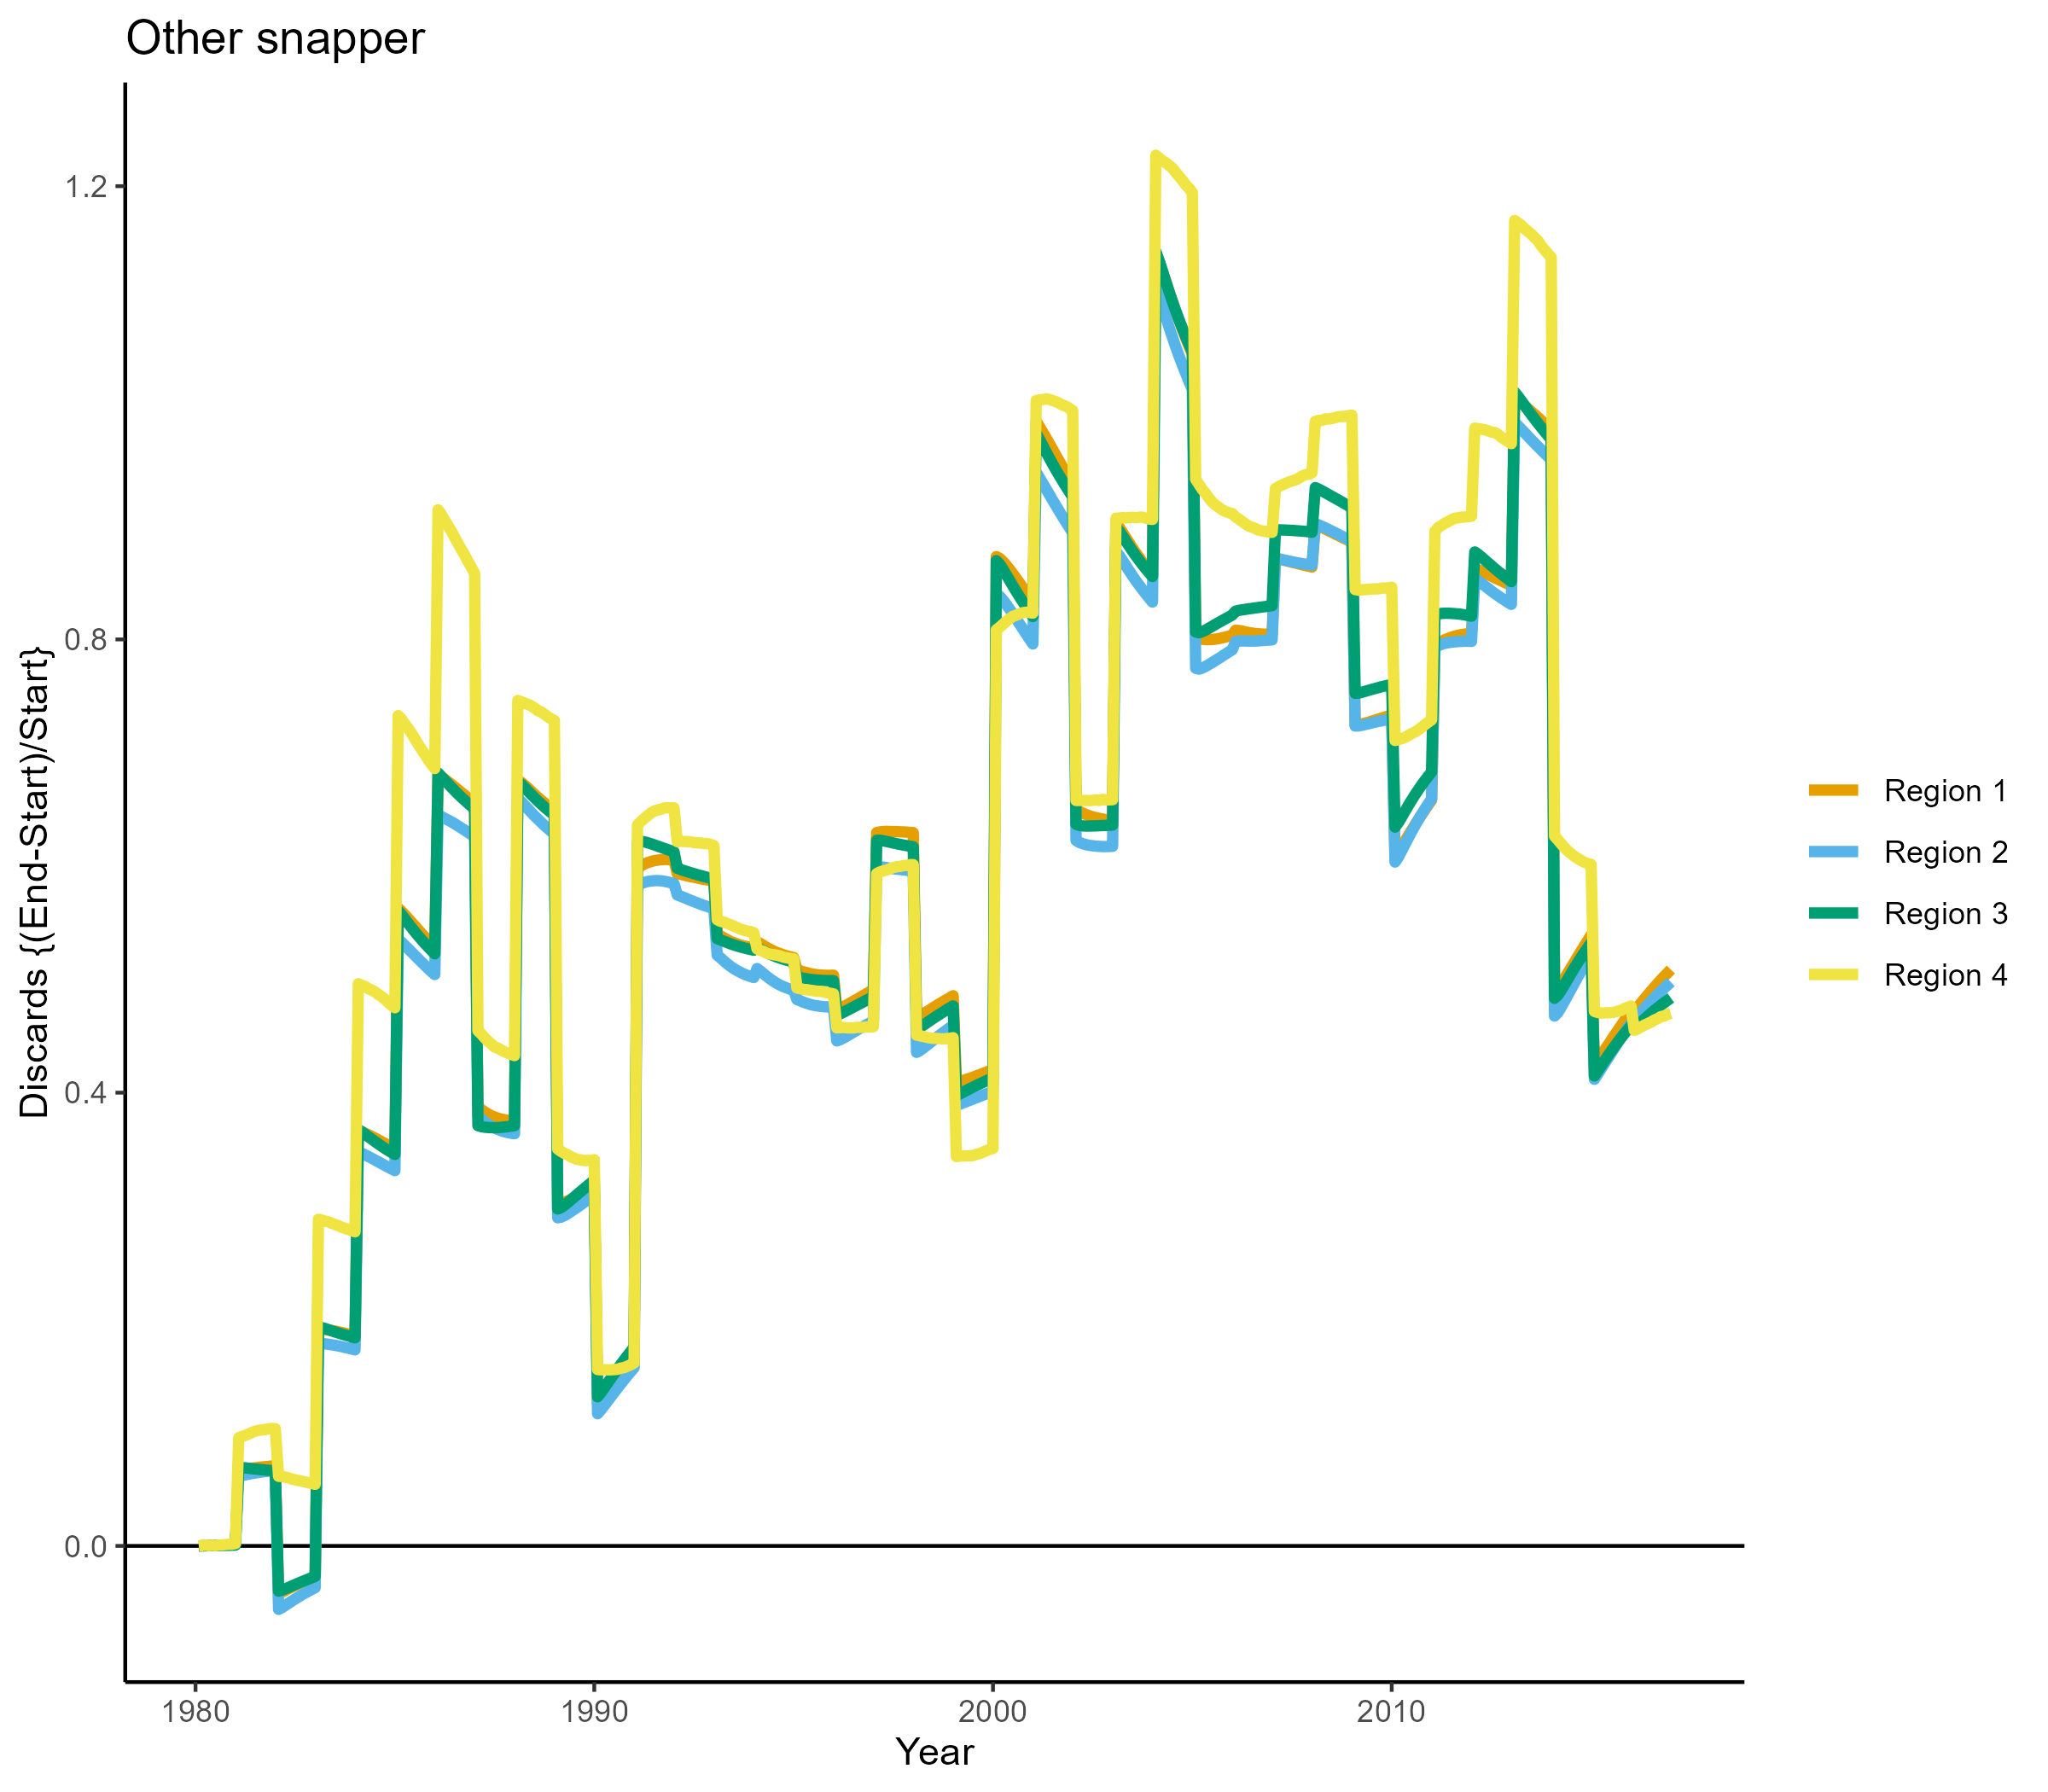 Other snapper
Discards {(End-Start)/Start}
1.2
0.8
0.4
0.0
1980
1990
2000
2010
Year
Region 1
Region 2
Region 3
Region 4